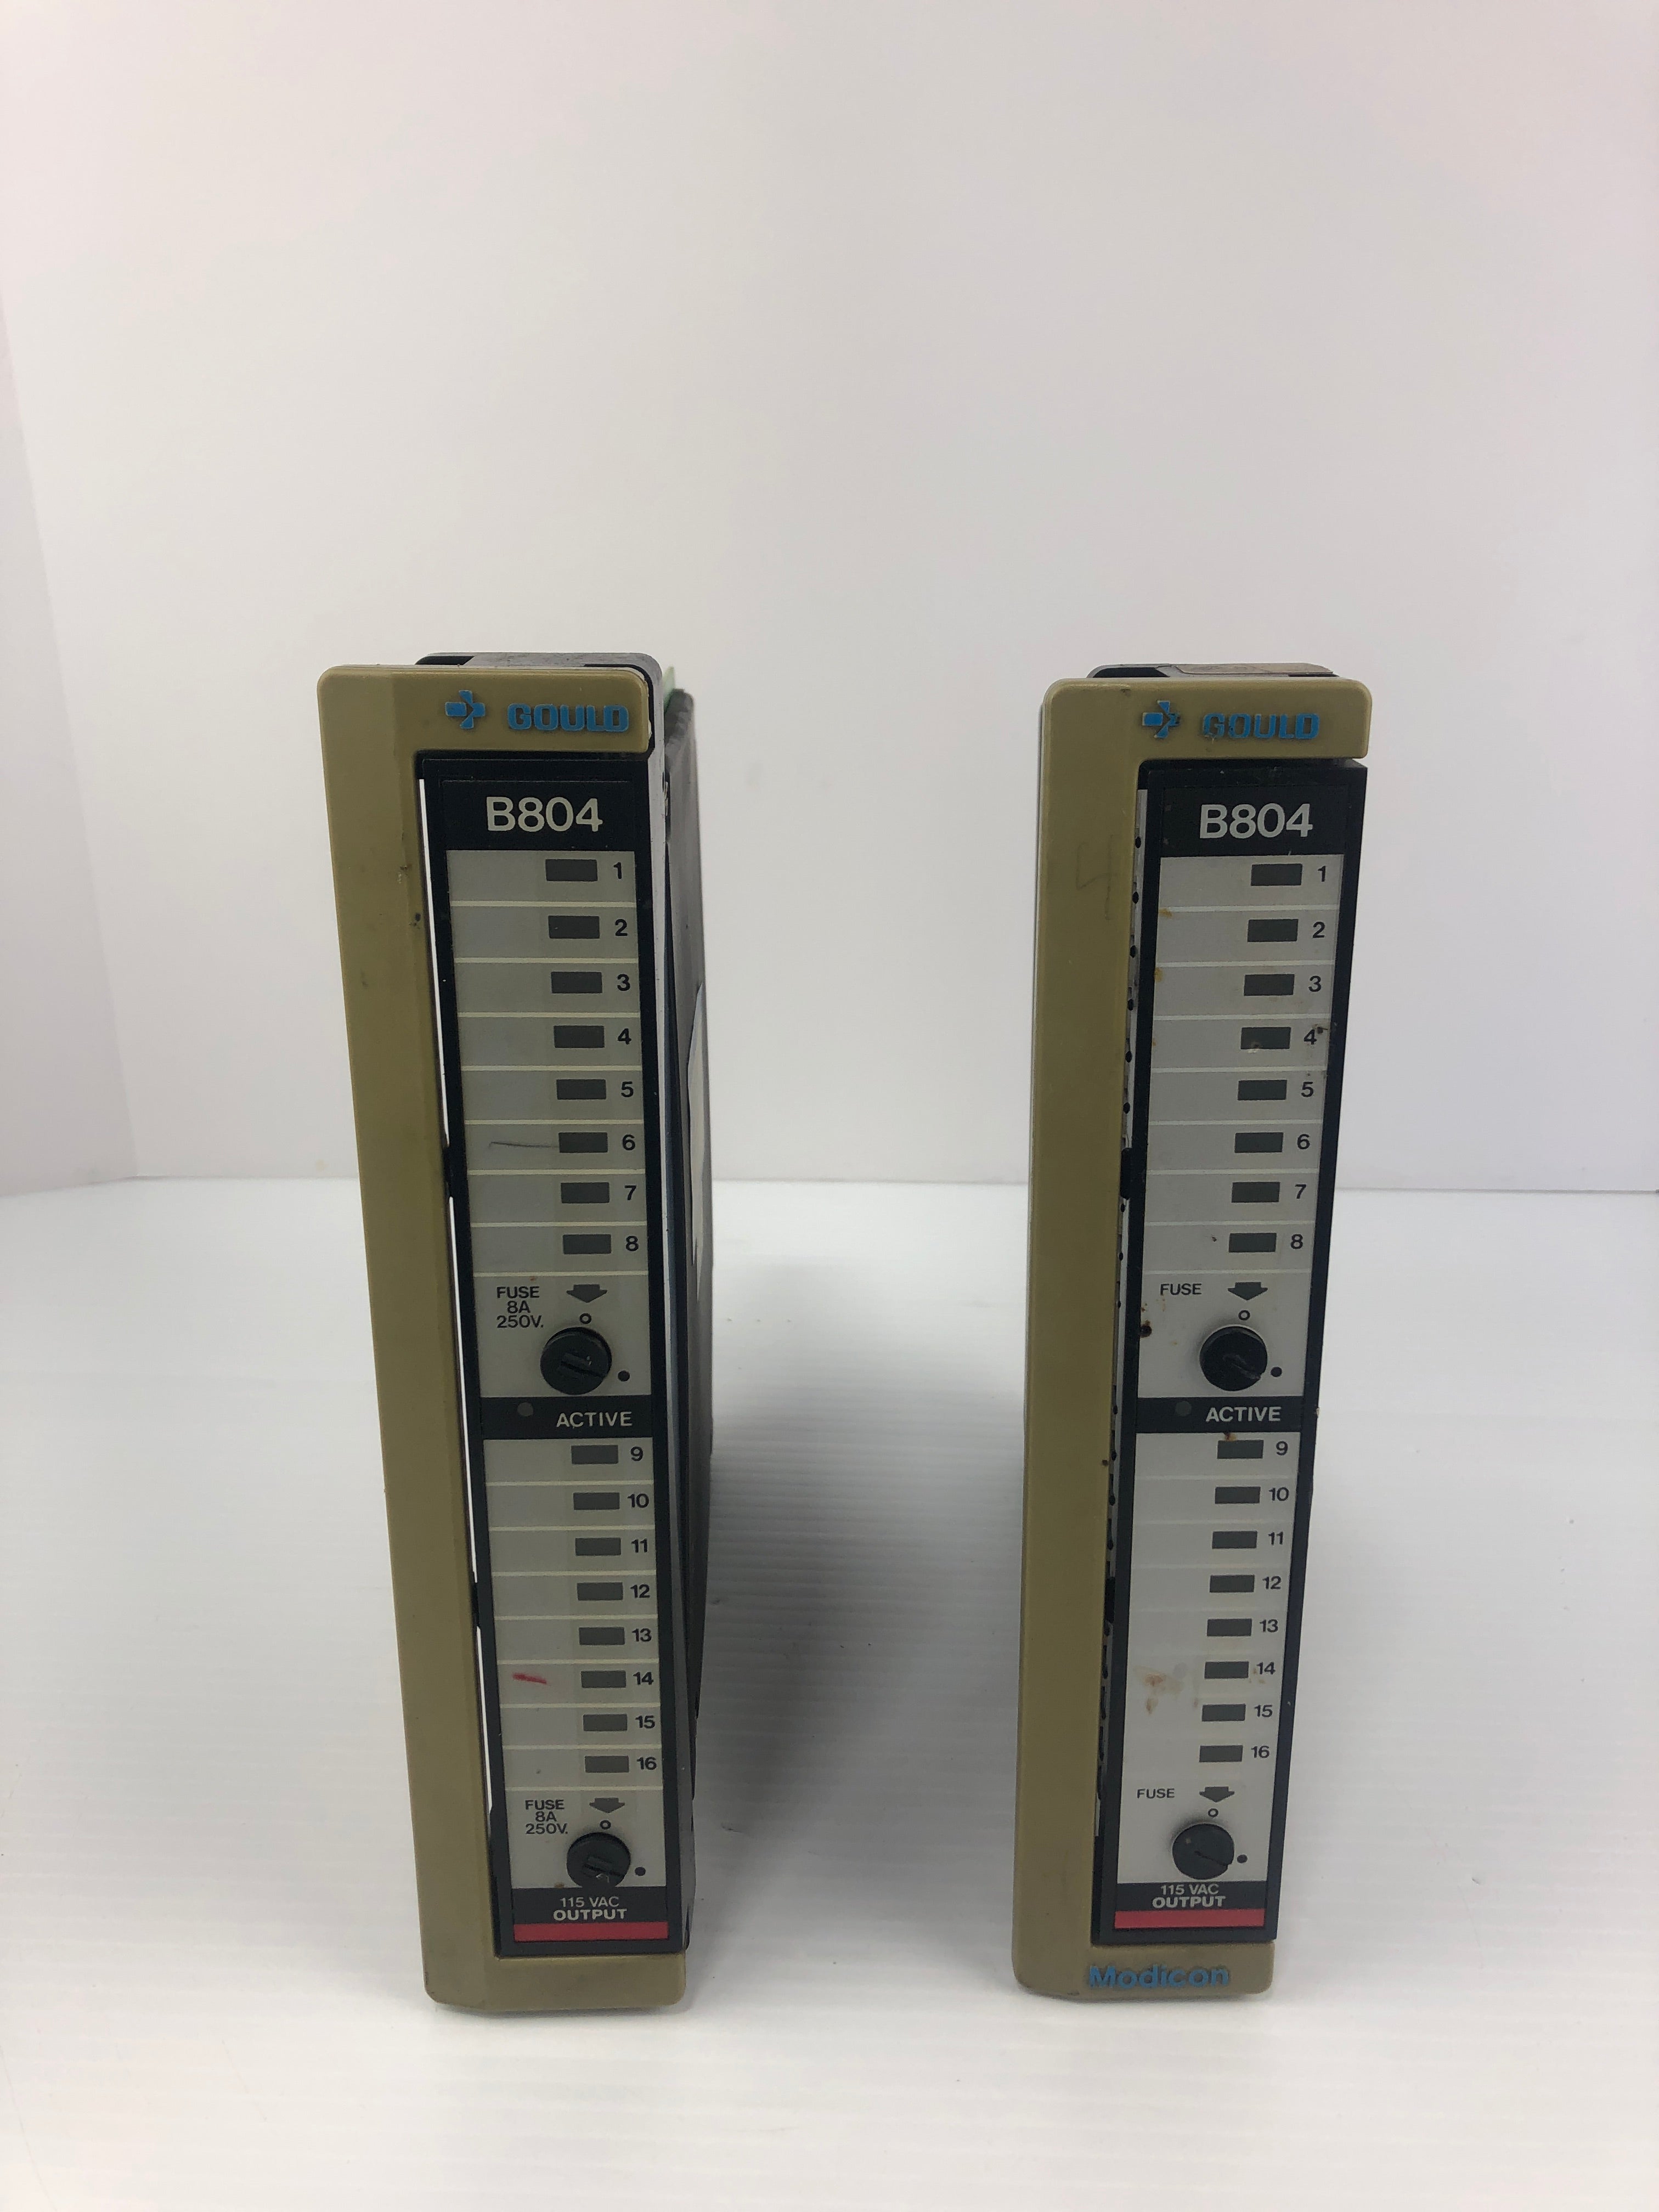 GOULD
B804
1
2
3
4
5
6
7
8
FUSE
8A
250V.
ACTIVE
9
10
11
12
13
14
15
16
FUSE
8A
250V.
115 VAC
OUTPUT
GOULD
B804
1
2
3
4
5
6
7
8
FUSE
ACTIVE
9
10
11
12
13
14
15
16
FUSE
115 VAC
OUTPUT
Modicon